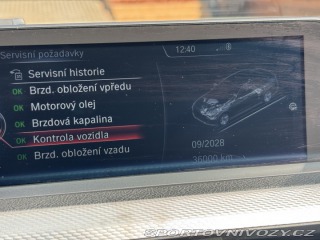 Servisní požadavky
12:40
Servisní historie
OK Brzd. obložení vpředu
OK Motorový olej
OK Brzdová kapalina
OK Kontrola vozidla
OK Brzd. obložení vzadu
09/2028
36000 km
SPORTOVNIVOZY.CZ